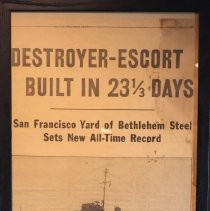 DESTROYER-ESCORT
BUILT IN 23⅓ DAYS
San Francisco Yard of Bethlehem Steel
Sets New All-Time Record